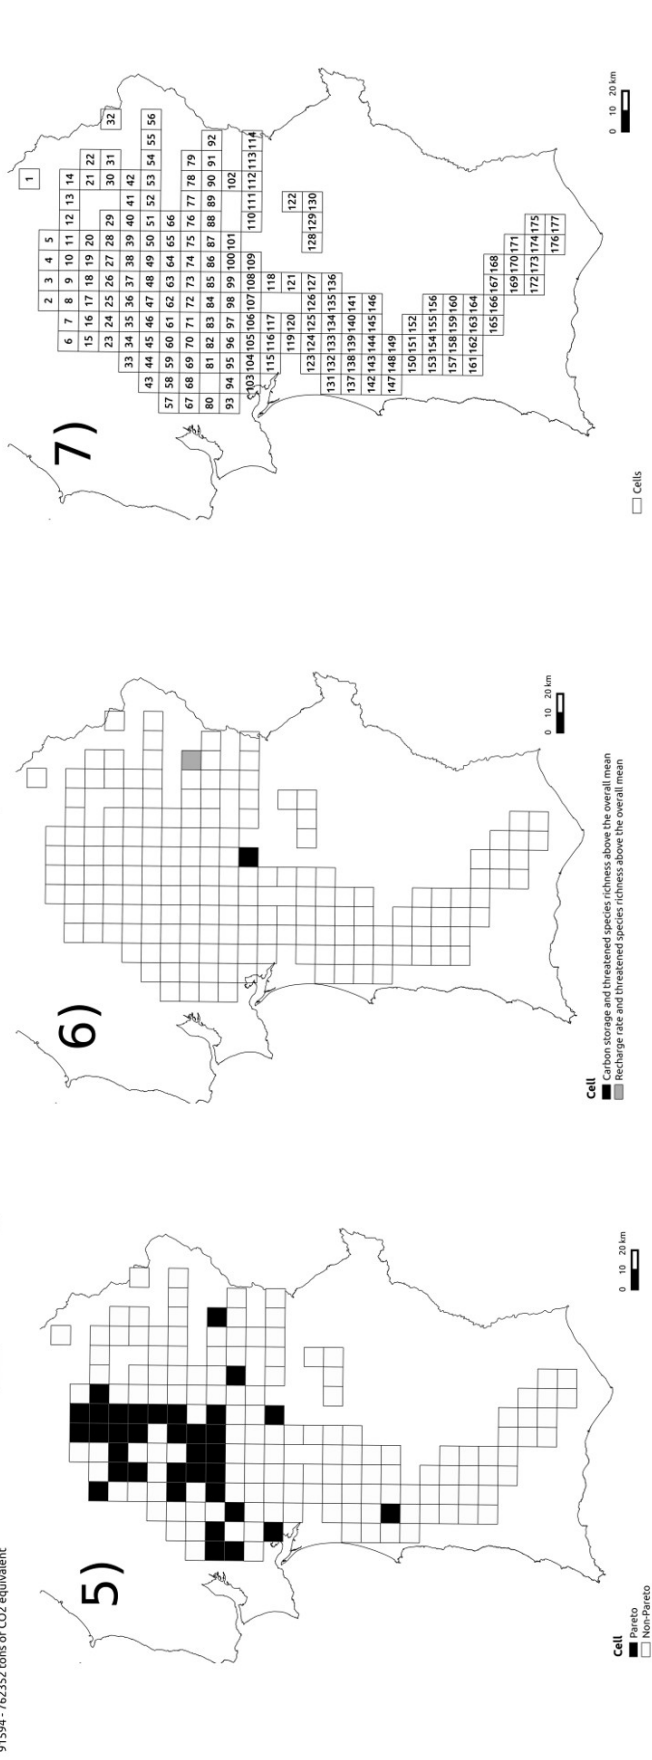 91594 - 762352 tons of CO2 equivalent
5)
0 10 20 km
Cell
Pareto
Non-Pareto
6)
0 10 20 km
Cell
Carbon storage and threatened species richness above the overall mean
Recharge rate and threatened species richness above the overall mean
7)
1
2 3 4 5
6 7 8 9 10 11 12 13 14
15 16 17 18 19 20 21 22
23 24 25 26 27 28 29 30 31 32
33 34 35 36 37 38 39 40 41 42
43 44 45 46 47 48 49 50 51 52 53 54 55 56
57 58 59 60 61 62 63 64 65 66
67 68 69 70 71 72 73 74 75 76 77 78 79
80 81 82 83 84 85 86 87 88 89 90 91 92
93 94 95 96 97 98 99 100 101 102
103 104 105 106 107 108 109 110 111 112 113 114
115 116 117 118
119 120 121 122
123 124 125 126 127 128 129 130
131 132 133 134 135 136
137 138 139 140 141
142 143 144 145 146
147 148 149
150 151 152
153 154 155 156
157 158 159 160
161 162 163 164
165 166 167 168
169 170 171
172 173 174 175
176 177
0 10 20 km
Cells